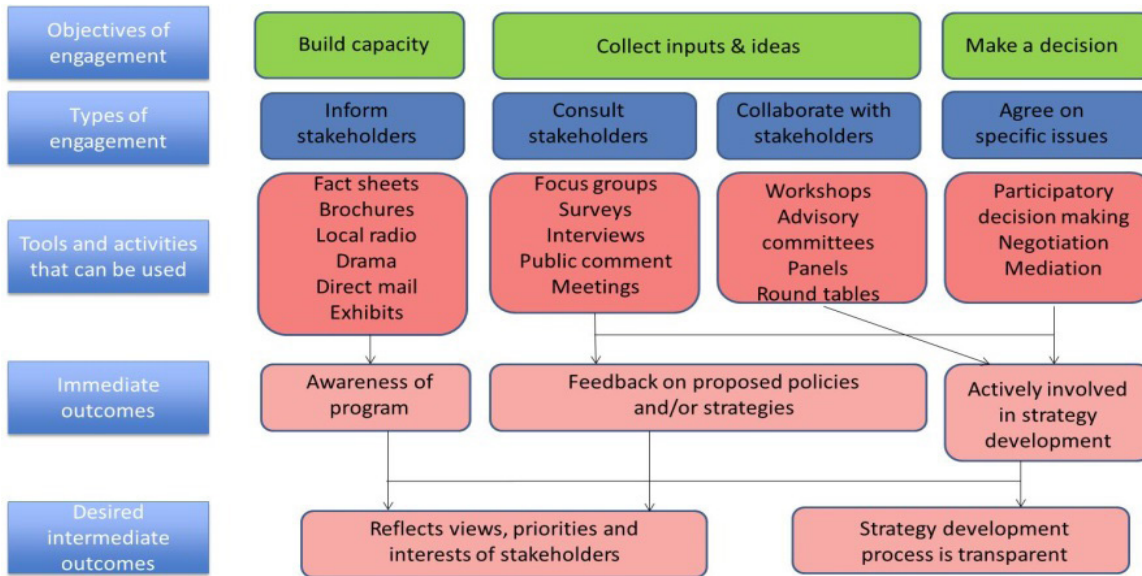 Objectives of
engagement
Build capacity
Collect inputs & ideas
Make a decision
Types of
engagement
Inform
stakeholders
Consult
stakeholders
Collaborate with
stakeholders
Agree on
specific issues
Tools and activities
that can be used
Fact sheets
Brochures
Local radio
Drama
Direct mail
Exhibits
Focus groups
Surveys
Interviews
Public comment
Meetings
Workshops
Advisory
committees
Panels
Round tables
Participatory
decision making
Negotiation
Mediation
Immediate
outcomes
Awareness of
program
Feedback on proposed policies
and/or strategies
Actively involved
in strategy
development
Desired
intermediate
outcomes
Reflects views, priorities and
interests of stakeholders
Strategy development
process is transparent